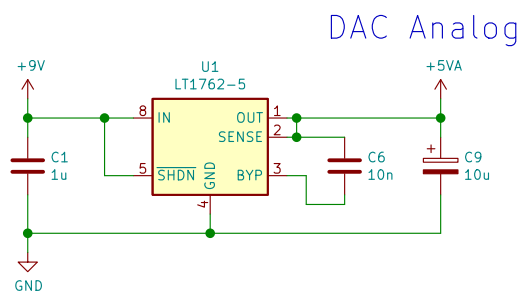 DAC Analog
+9V
+5VA
U1
LT1762-5
8
IN
OUT
1
SENSE
2
C1
1u
5
SHDN
GND
BYP
3
C6
10n
+
C9
10u
4
GND